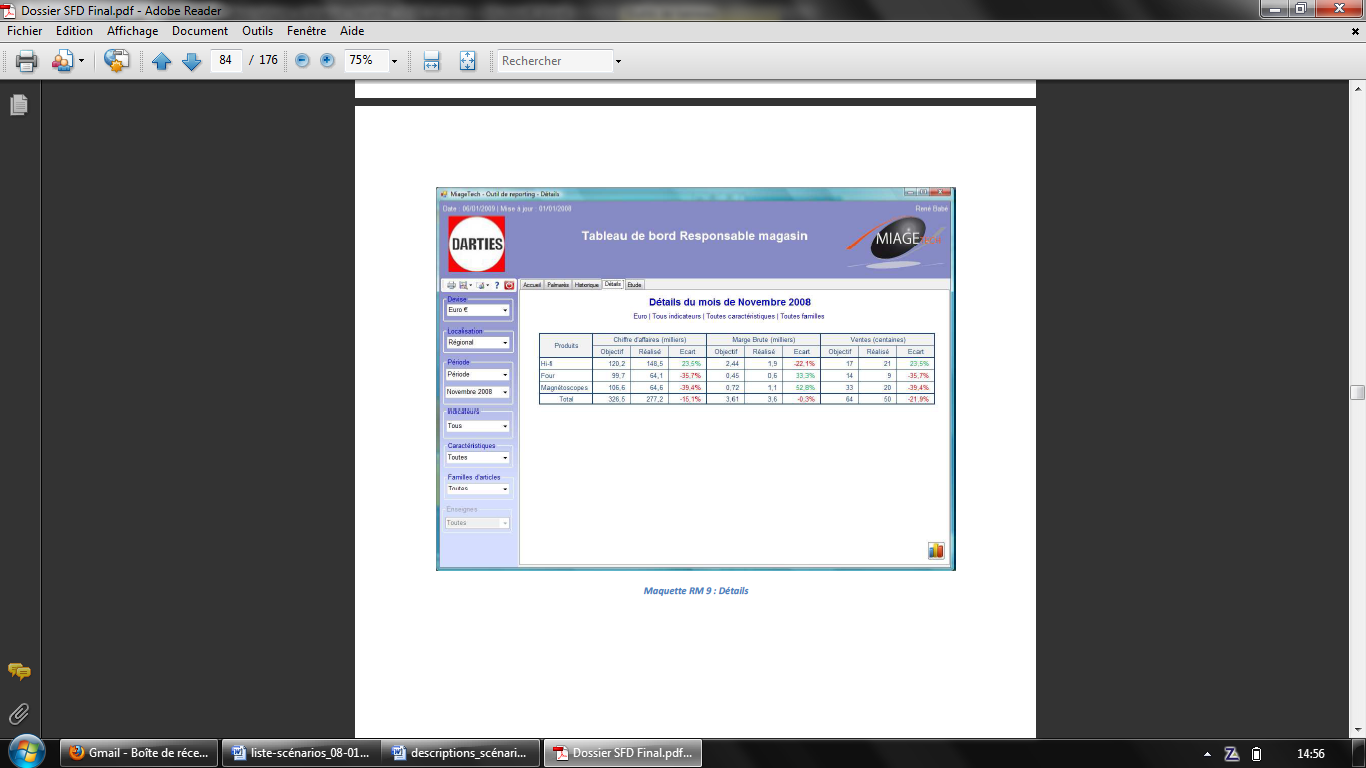 Dossier SFD Final.pdf - Adobe Reader
Fichier Edition Affichage Document Outils Fenêtre Aide
84 / 176 75% Rechercher
MiageTech - Outil de reporting - Détails
Date : 06/01/2009 | Mise à jour : 01/01/2008 René Babé
DARTIES
Tableau de bord Responsable magasin
MIAGE
Accueil Palmarès Historique Détails Etude
Devise
Euro €
Localisation
Régional
Période
Période
Novembre 2008
Indicateurs
Tous
Caractéristiques
Toutes
Familles d'articles
Toutes
Enseignes
Toutes
Détails du mois de Novembre 2008
Euro | Tous indicateurs | Toutes caractéristiques | Toutes familles
Produits Chiffre d'affaires (milliers) Marge Brute (milliers) Ventes (centaines)
Objectif Réalisé Ecart Objectif Réalisé Ecart Objectif Réalisé Ecart
Hi-fi 120,2 148,5 23,5% 2,44 1,9 -22,1% 17 21 23,5%
Four 99,7 64,1 -35,7% 0,45 0,6 33,3% 14 9 -35,7%
Magnétoscopes 106,6 64,6 -39,4% 0,72 1,1 52,8% 33 20 -39,4%
Total 326,5 277,2 -15,1% 3,61 3,6 -0,3% 64 50 -21,9%
Maquette RM 9 : Détails
Gmail - Boîte de réce... liste-scénarios_08-01... descriptions_scénari... Dossier SFD Final.pdf... 14:56